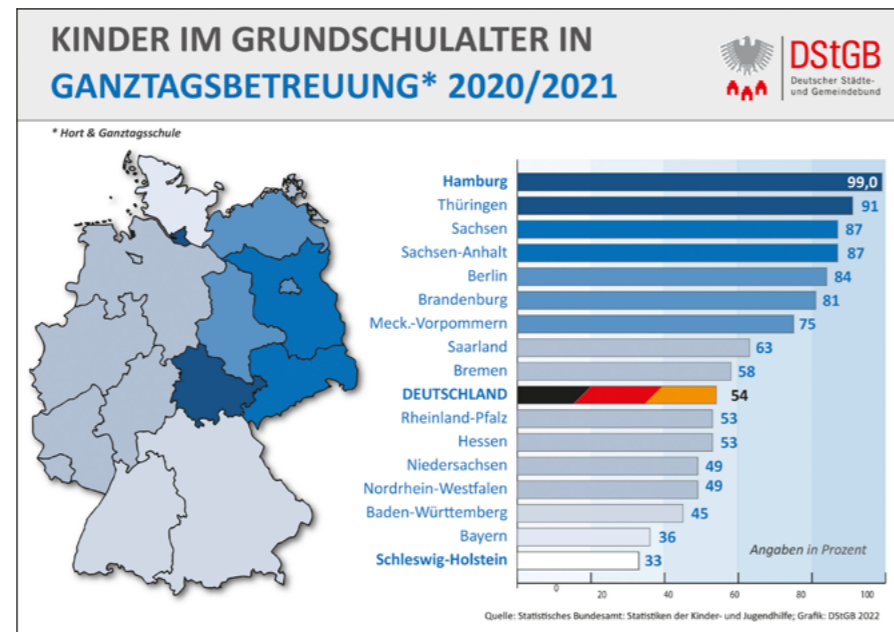 KINDER IM GRUNDSCHULALTER IN
GANZTAGSBETREUUNG* 2020/2021
DStGB
Deutscher Städte-
und Gemeindebund
* Hort & Ganztagsschule
Hamburg 99,0
Thüringen 91
Sachsen 87
Sachsen-Anhalt 87
Berlin 84
Brandenburg 81
Meck.-Vorpommern 75
Saarland 63
Bremen 58
DEUTSCHLAND 54
Rheinland-Pfalz 53
Hessen 53
Niedersachsen 49
Nordrhein-Westfalen 49
Baden-Württemberg 45
Bayern 36
Schleswig-Holstein 33
Angaben in Prozent
0 20 40 60 80 100
Quelle: Statistisches Bundesamt: Statistiken der Kinder- und Jugendhilfe; Grafik: DStGB 2022